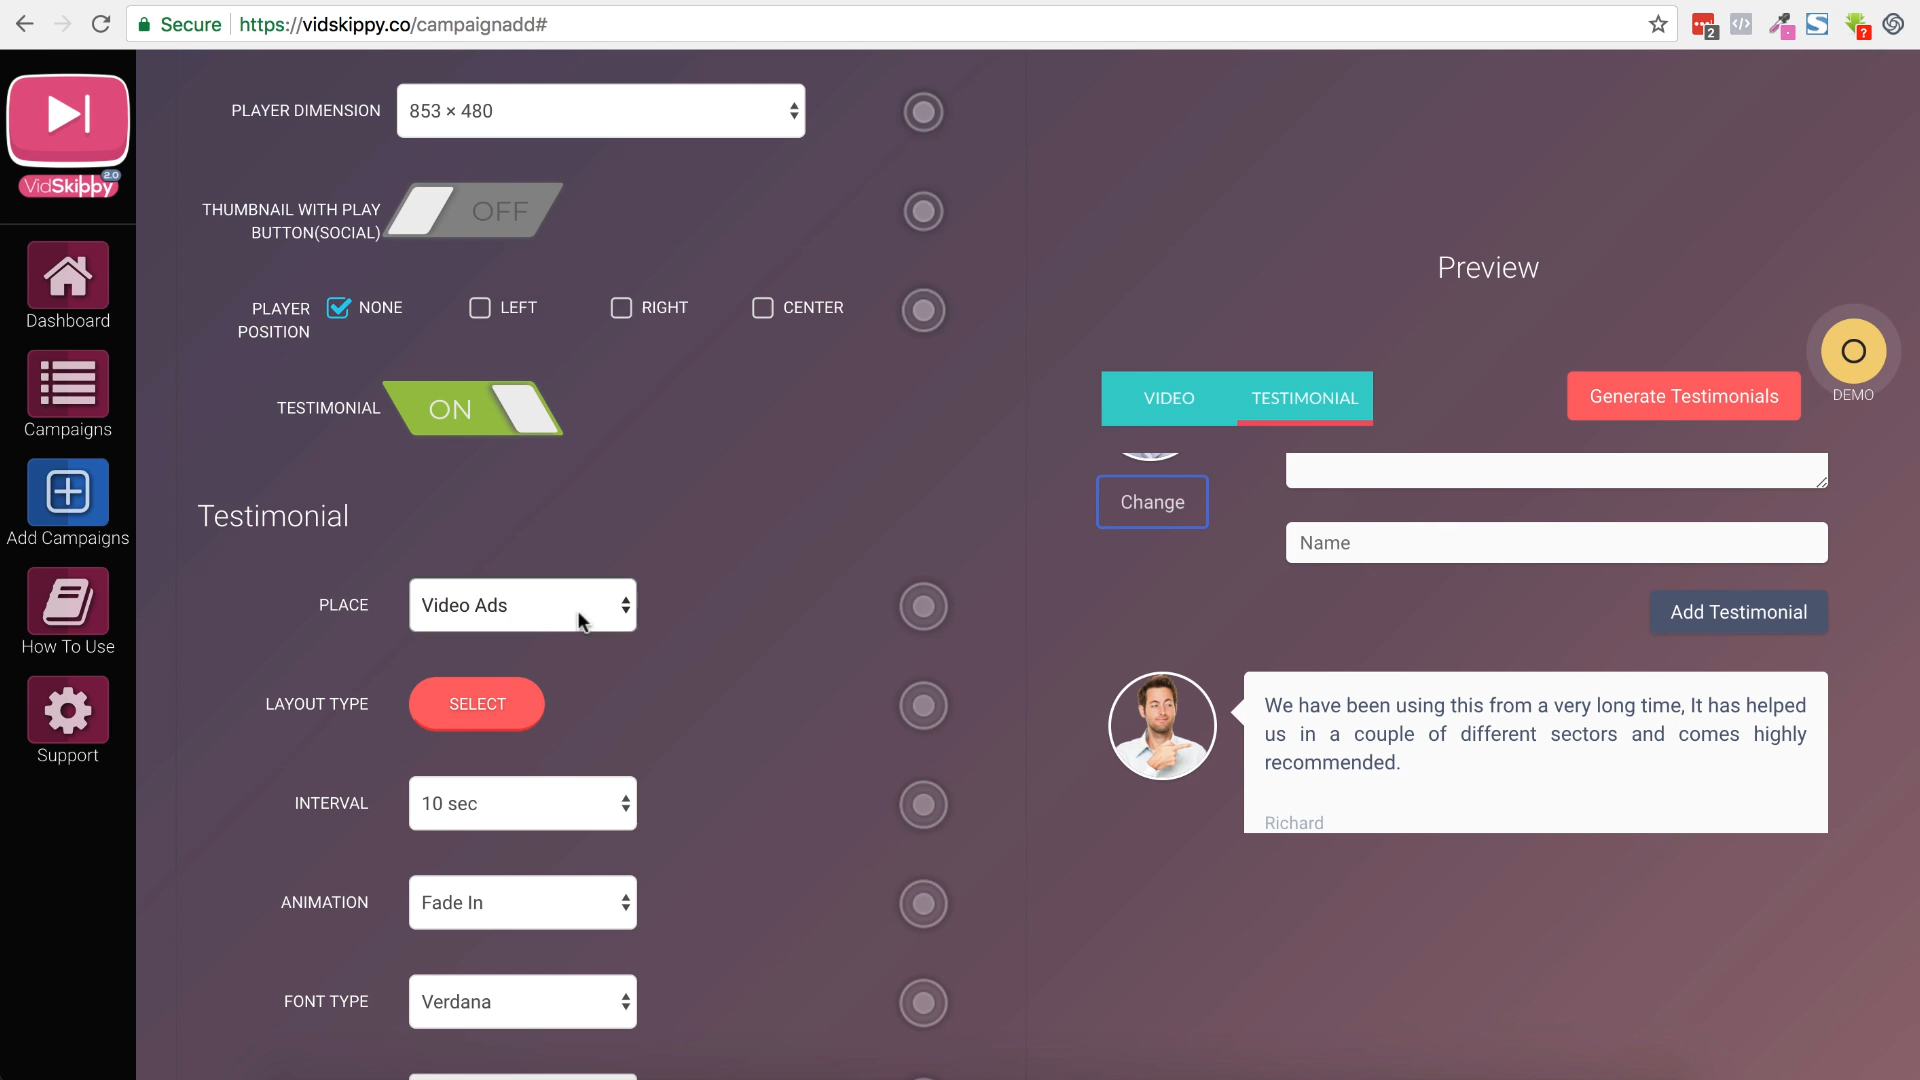 Secure
https://vidskippy.co/campaignadd#
2
?
2.0
VidSkippy
Dashboard
Campaigns
Add Campaigns
How To Use
Support
PLAYER DIMENSION
853 × 480
THUMBNAIL WITH PLAY
BUTTON(SOCIAL)
OFF
PLAYER
POSITION
NONE
LEFT
RIGHT
CENTER
TESTIMONIAL
ON
Testimonial
PLACE
Video Ads
LAYOUT TYPE
SELECT
INTERVAL
10 sec
ANIMATION
Fade In
FONT TYPE
Verdana
Preview
VIDEO
TESTIMONIAL
Generate Testimonials
DEMO
Change
Name
Add Testimonial
We have been using this from a very long time, It has helped
us in a couple of different sectors and comes highly
recommended.
Richard